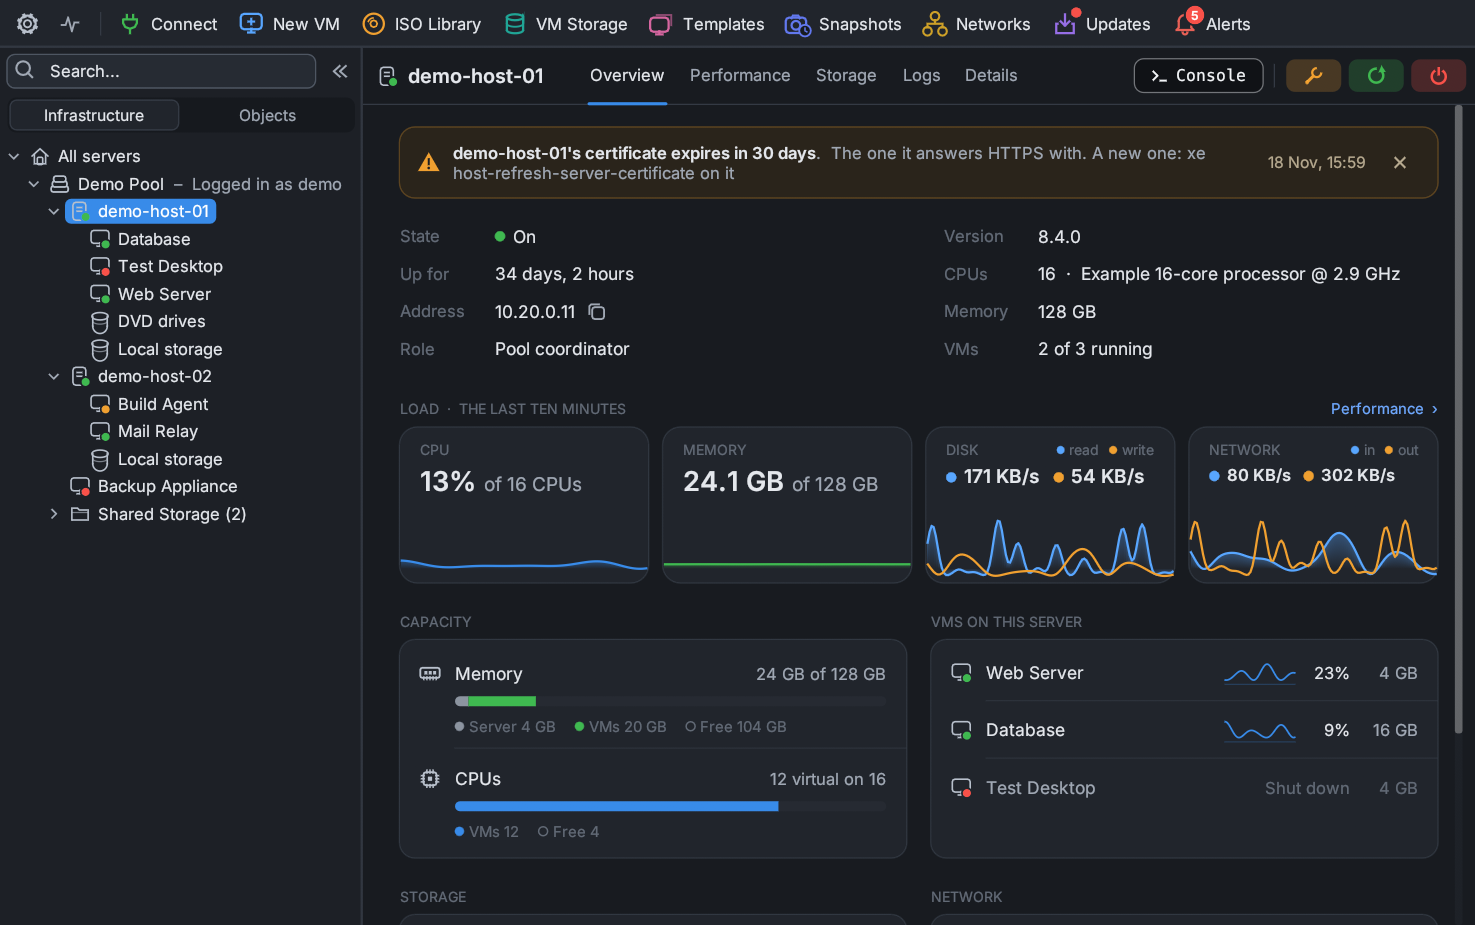 Connect
New VM
ISO Library
VM Storage
Templates
Snapshots
Networks
Updates
5
Alerts
Search...
Infrastructure
Objects
All servers
Demo Pool – Logged in as demo
demo-host-01
Database
Test Desktop
Web Server
DVD drives
Local storage
demo-host-02
Build Agent
Mail Relay
Local storage
Backup Appliance
Shared Storage (2)
demo-host-01
Overview
Performance
Storage
Logs
Details
>_ Console
demo-host-01's certificate expires in 30 days. The one it answers HTTPS with. A new one: xe
host-refresh-server-certificate on it
18 Nov, 15:59
State
On
Version
8.4.0
Up for
34 days, 2 hours
CPUs
16 · Example 16-core processor @ 2.9 GHz
Address
10.20.0.11
Memory
128 GB
Role
Pool coordinator
VMs
2 of 3 running
LOAD · THE LAST TEN MINUTES
Performance ›
CPU
13% of 16 CPUs
MEMORY
24.1 GB of 128 GB
DISK
read
write
171 KB/s
54 KB/s
NETWORK
in
out
80 KB/s
302 KB/s
CAPACITY
Memory
24 GB of 128 GB
Server 4 GB
VMs 20 GB
Free 104 GB
CPUs
12 virtual on 16
VMs 12
Free 4
VMS ON THIS SERVER
Web Server
23%
4 GB
Database
9%
16 GB
Test Desktop
Shut down
4 GB
STORAGE
NETWORK